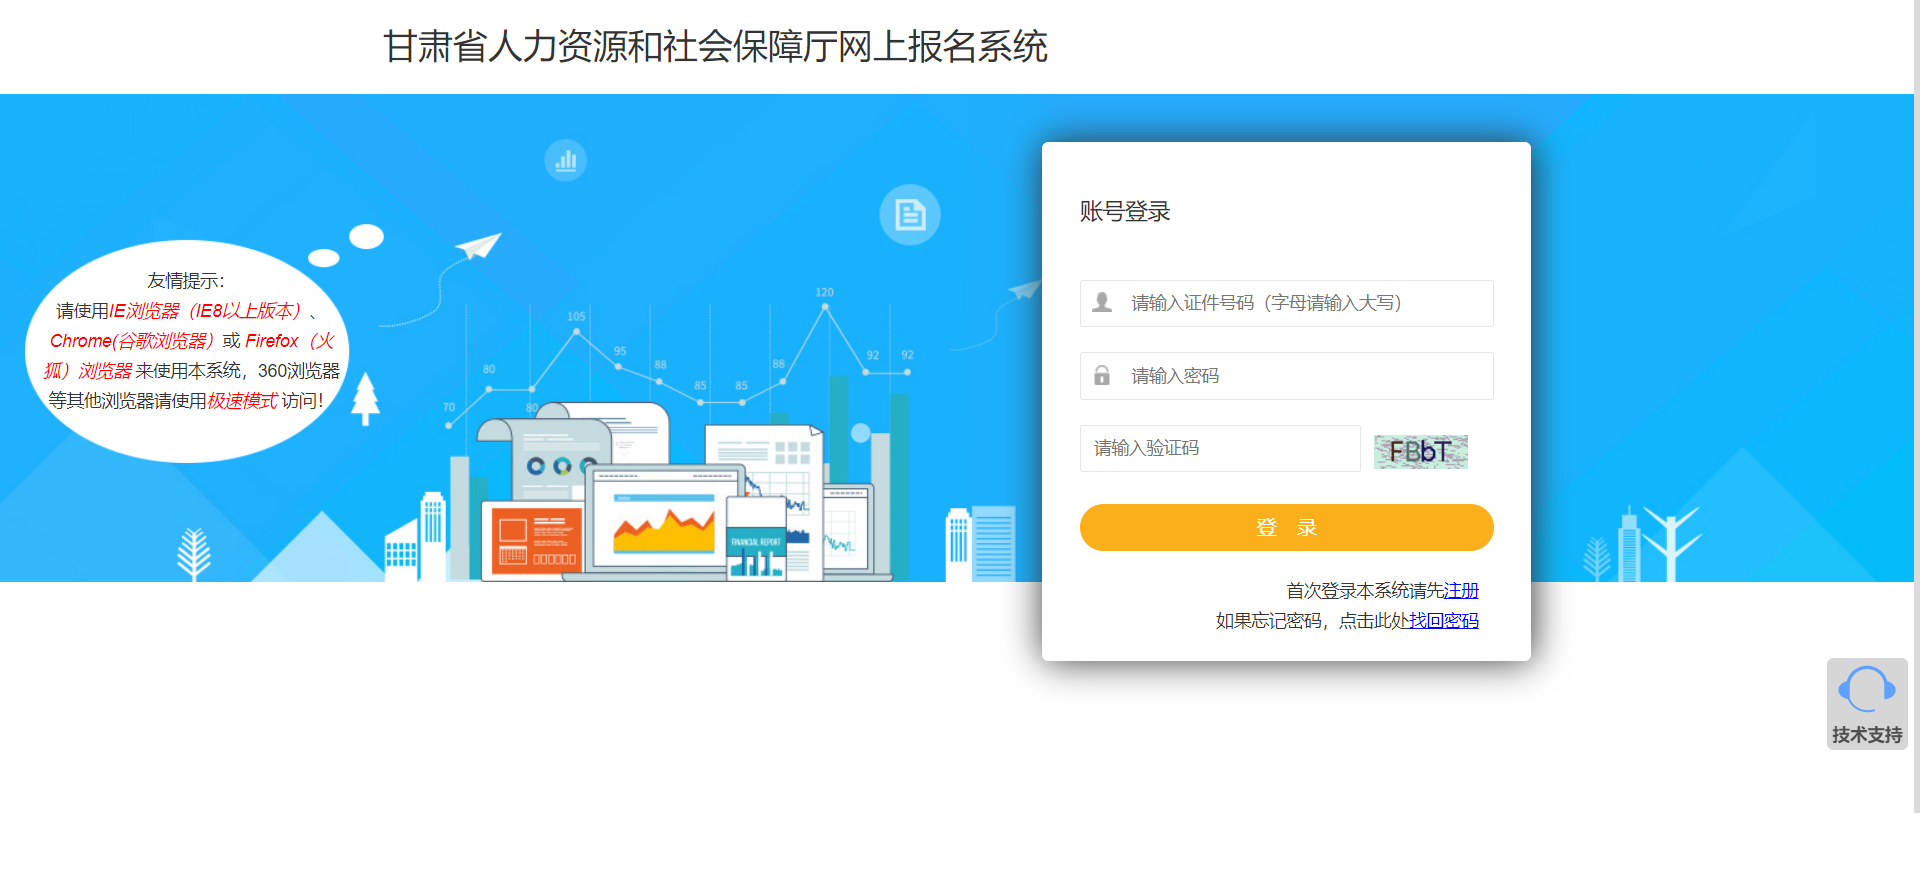 甘肃省人力资源和社会保障厅网上报名系统
友情提示：
请使用IE浏览器（IE8以上版本）、
Chrome(谷歌浏览器）或 Firefox（火
狐）浏览器 来使用本系统，360浏览器
等其他浏览器请使用极速模式 访问！
70
80
80
105
95
88
85
85
88
120
92
92
FINANCIAL REPORT
账号登录
请输入证件号码（字母请输入大写）
请输入密码
请输入验证码
FBbT
登 录
首次登录本系统请先注册
如果忘记密码，点击此处找回密码
技术支持